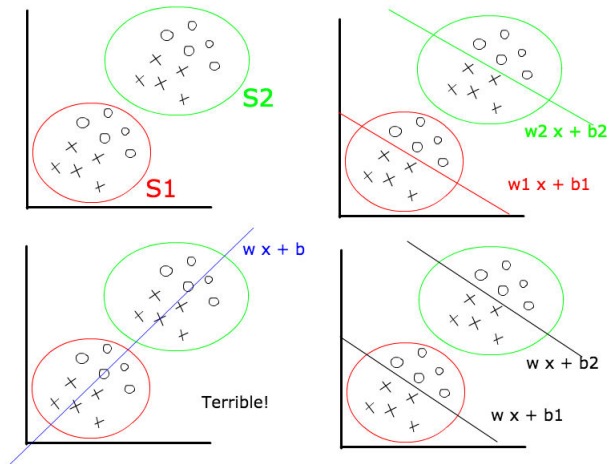 S2
S1
w2 x + b2
w1 x + b1
w x + b
Terrible!
w x + b2
w x + b1